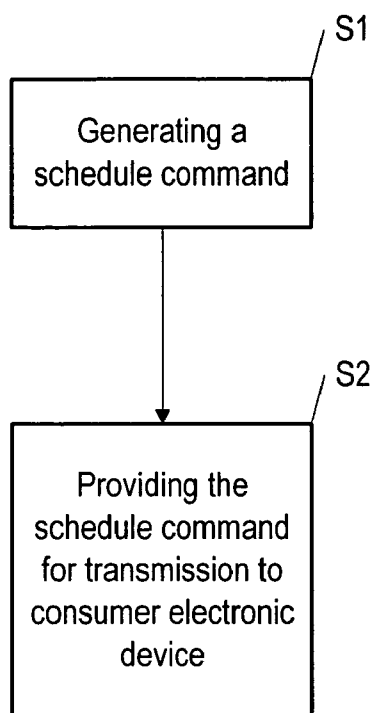 S1
Generating a
schedule command
S2
Providing the
schedule command
for transmission to
consumer electronic
device